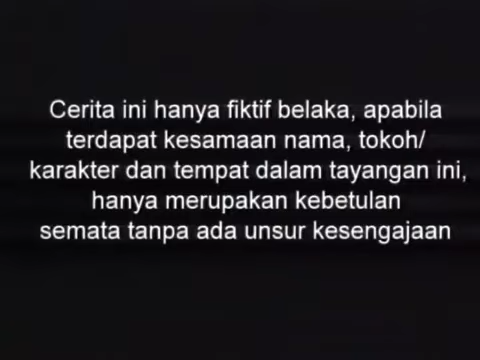 Cerita ini hanya fiktif belaka, apabila
terdapat kesamaan nama, tokoh/
karakter dan tempat dalam tayangan ini,
hanya merupakan kebetulan
semata tanpa ada unsur kesengajaan